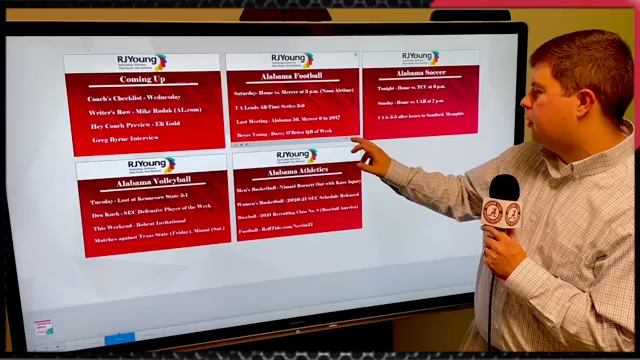 RJYoung
Coming Up
Coach's Checklist - Wednesday
Writer's Row - Mike Rodak (AL.com)
Hey Coach Preview - Eli Gold
Greg Byrne Interview
RJYoung
Alabama Football
Saturday - Home vs. Mercer at 3 p.m. (Noon Airtime)
UA Leads All-Time Series 3-0
Last Meeting - Alabama 56, Mercer 0 in 2017
Bryce Young - Davey O'Brien QB of Week
RJYoung
Alabama Soccer
Tonight - Home vs. TCU at 6 p.m.
Sunday - Home vs. UAB at 7 p.m.
UA is 3-3 after losses to Samford, Memphis
RJYoung
Alabama Volleyball
Tuesday - Lost at Kennesaw State 3-1
Dru Kuck - SEC Defensive Player of the Week
This Weekend - Bobcat Invitational
Matches against Texas State (Friday), Miami (Sat.)
RJYoung
Alabama Athletics
Men's Basketball - Nimari Burnett Out with Knee Injury
Women's Basketball - 2020-21 SEC Schedule Released
Baseball - 2021 Recruiting Class No. 8 (Baseball America)
Football - RollTide.com/